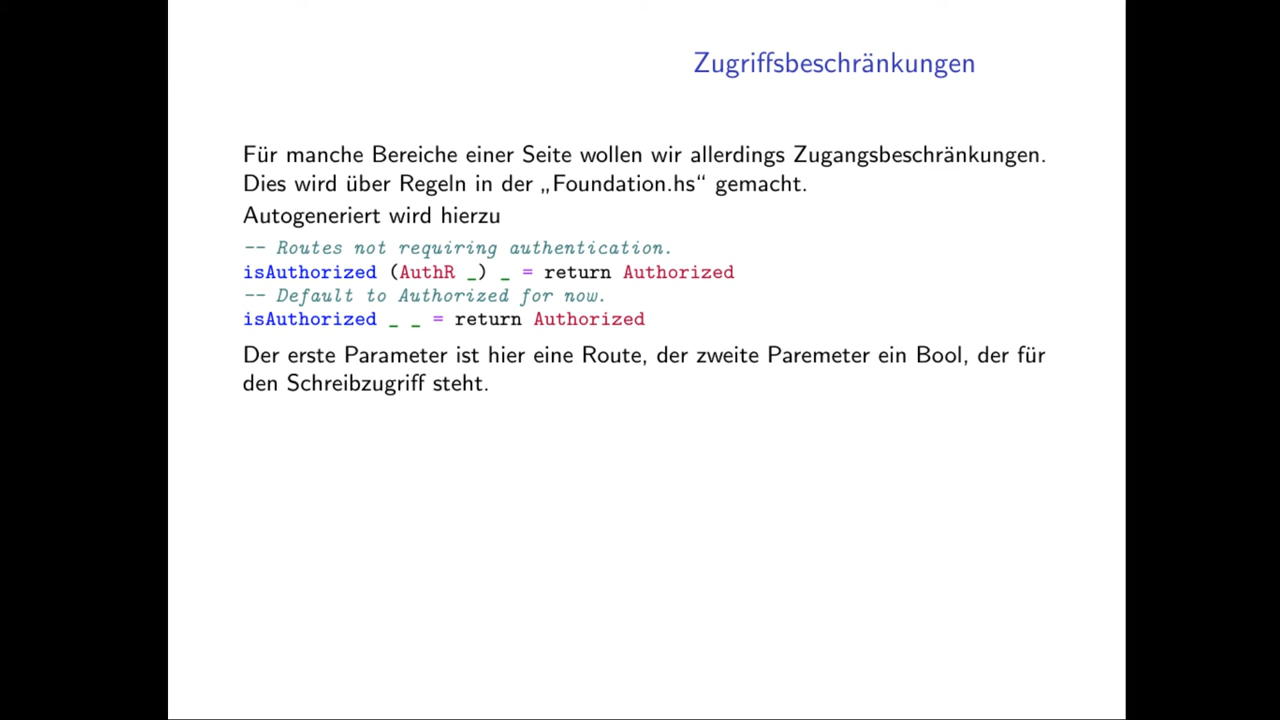 Zugriffsbeschränkungen
Für manche Bereiche einer Seite wollen wir allerdings Zugangsbeschränkungen.
Dies wird über Regeln in der „Foundation.hs“ gemacht.
Autogeneriert wird hierzu
-- Routes not requiring authentication.
isAuthorized (AuthR _) _ = return Authorized
-- Default to Authorized for now.
isAuthorized _ _ = return Authorized
Der erste Parameter ist hier eine Route, der zweite Paremeter ein Bool, der für
den Schreibzugriff steht.